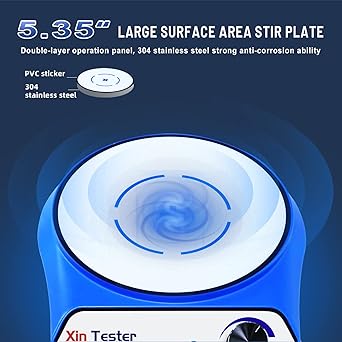 5.35" LARGE SURFACE AREA STIR PLATE
Double-layer operation panel, 304 stainless steel strong anti-corrosion ability
PVC sticker
304
stainless steel
Xin Tester